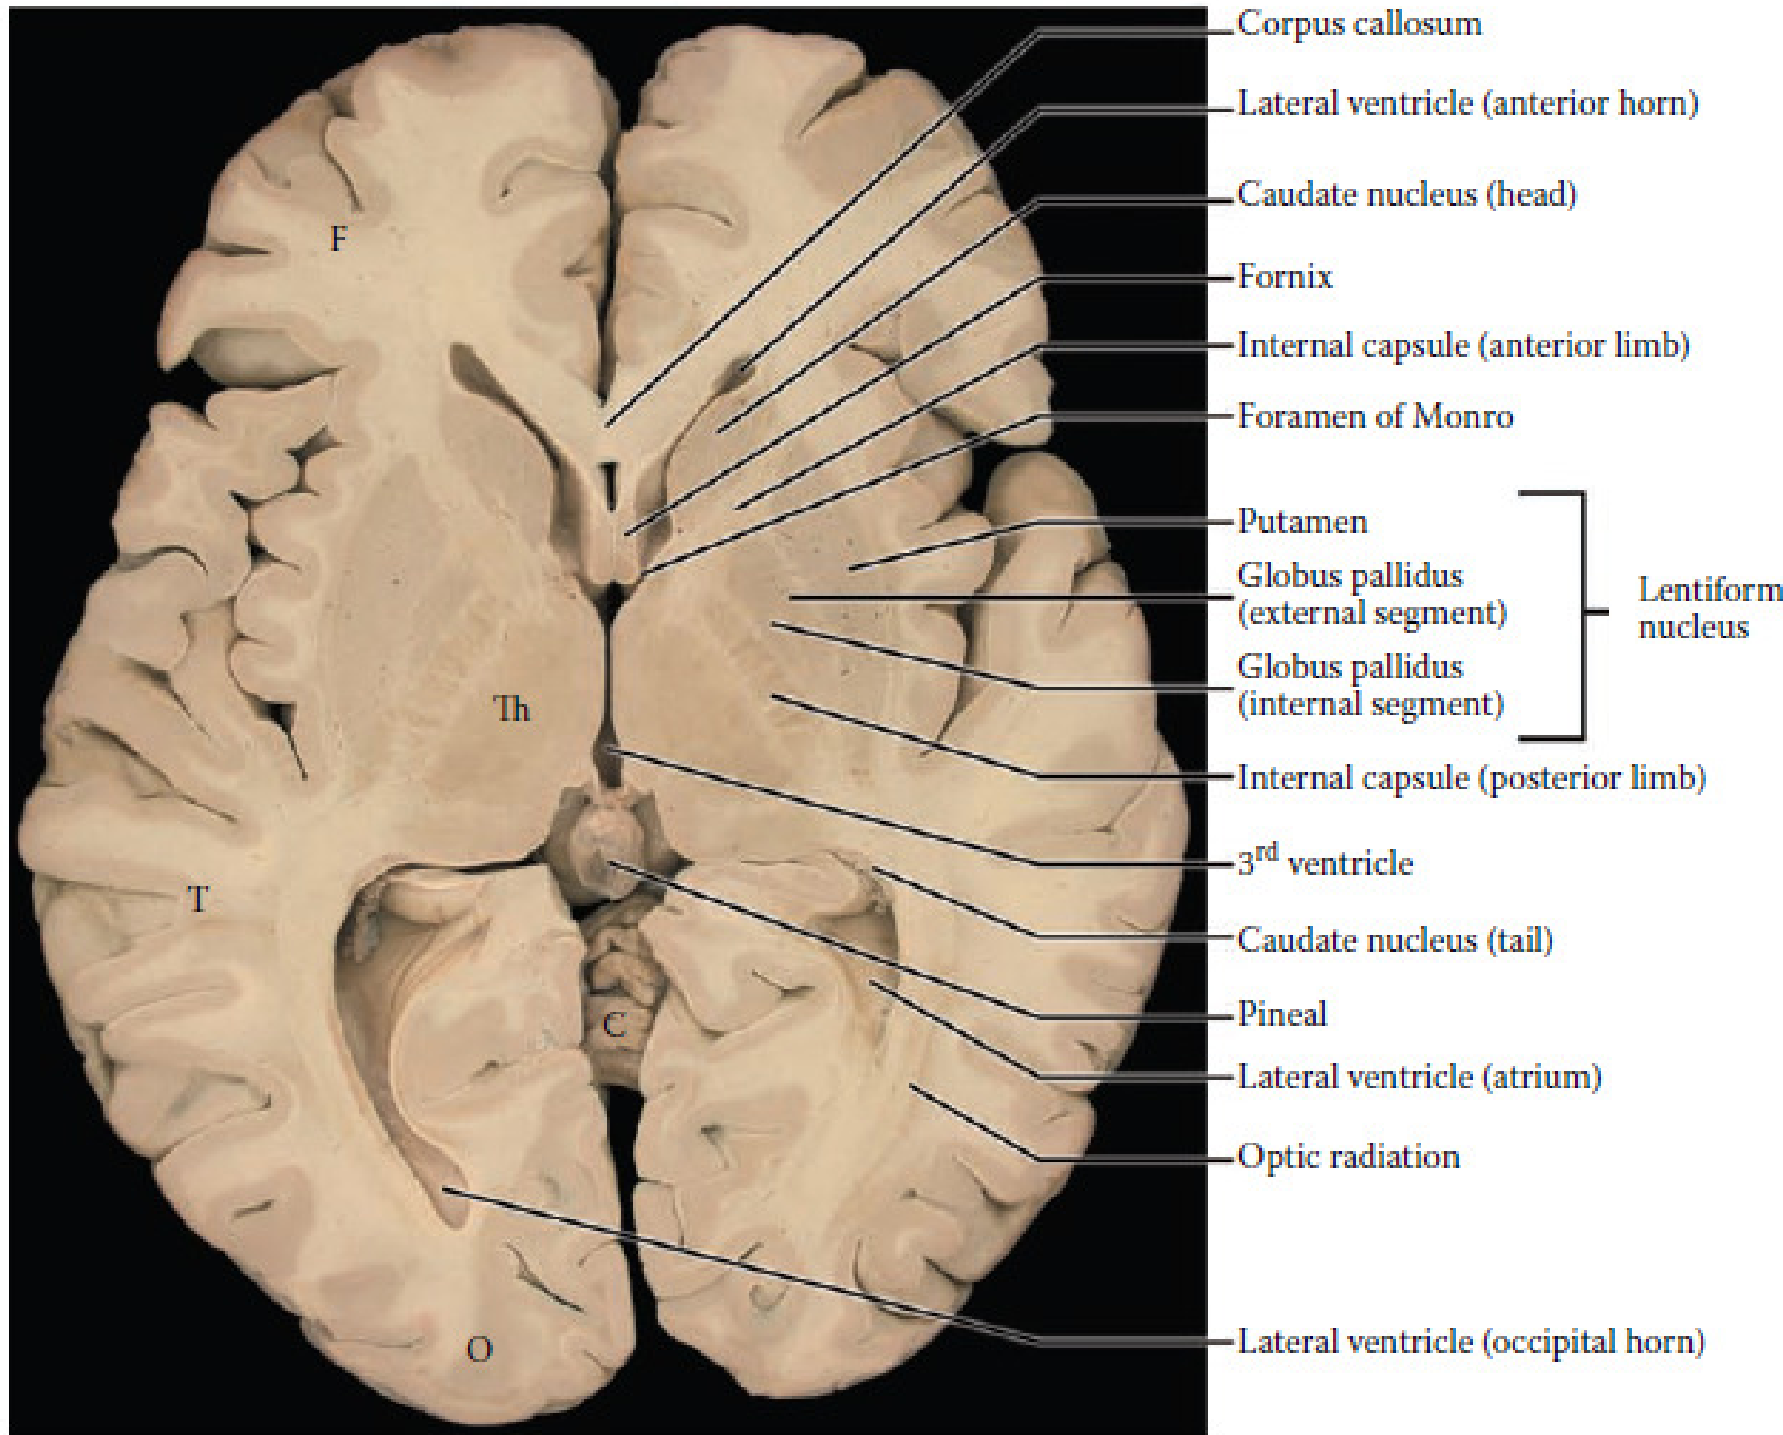 Corpus callosum
Lateral ventricle (anterior horn)
Caudate nucleus (head)
F
Fornix
Internal capsule (anterior limb)
Foramen of Monro
Putamen
Globus pallidus
(external segment)
Lentiform
nucleus
Globus pallidus
(internal segment)
Th
Internal capsule (posterior limb)
3rd ventricle
T
Caudate nucleus (tail)
Pineal
C
Lateral ventricle (atrium)
Optic radiation
Lateral ventricle (occipital horn)
O